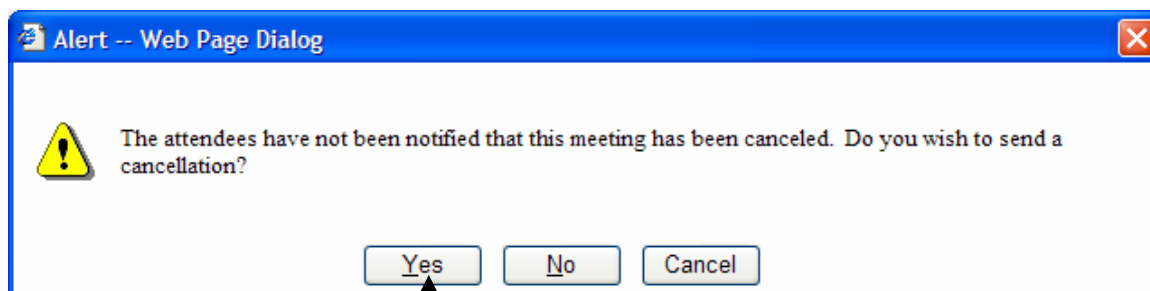 Alert -- Web Page Dialog
The attendees have not been notified that this meeting has been canceled.  Do you wish to send a
cancellation?
Yes No Cancel